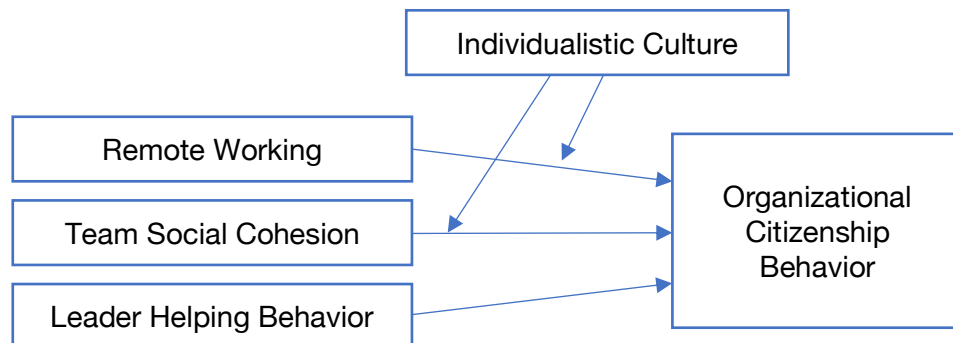 Individualistic Culture
Remote Working
Team Social Cohesion
Leader Helping Behavior
Organizational
Citizenship
Behavior